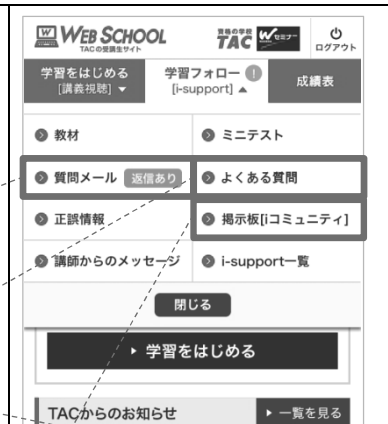 WEB SCHOOL
TACの受講生サイト
資格の学校
TAC
Wセミナー
ログアウト
学習をはじめる
[講義視聴] ▼
学習フォロー !
[i-support] ▲
成績表
教材
ミニテスト
質問メール 返信あり
よくある質問
正誤情報
掲示板[iコミュニティ]
講師からのメッセージ
i-support一覧
閉じる
学習をはじめる
TACからのお知らせ
一覧を見る